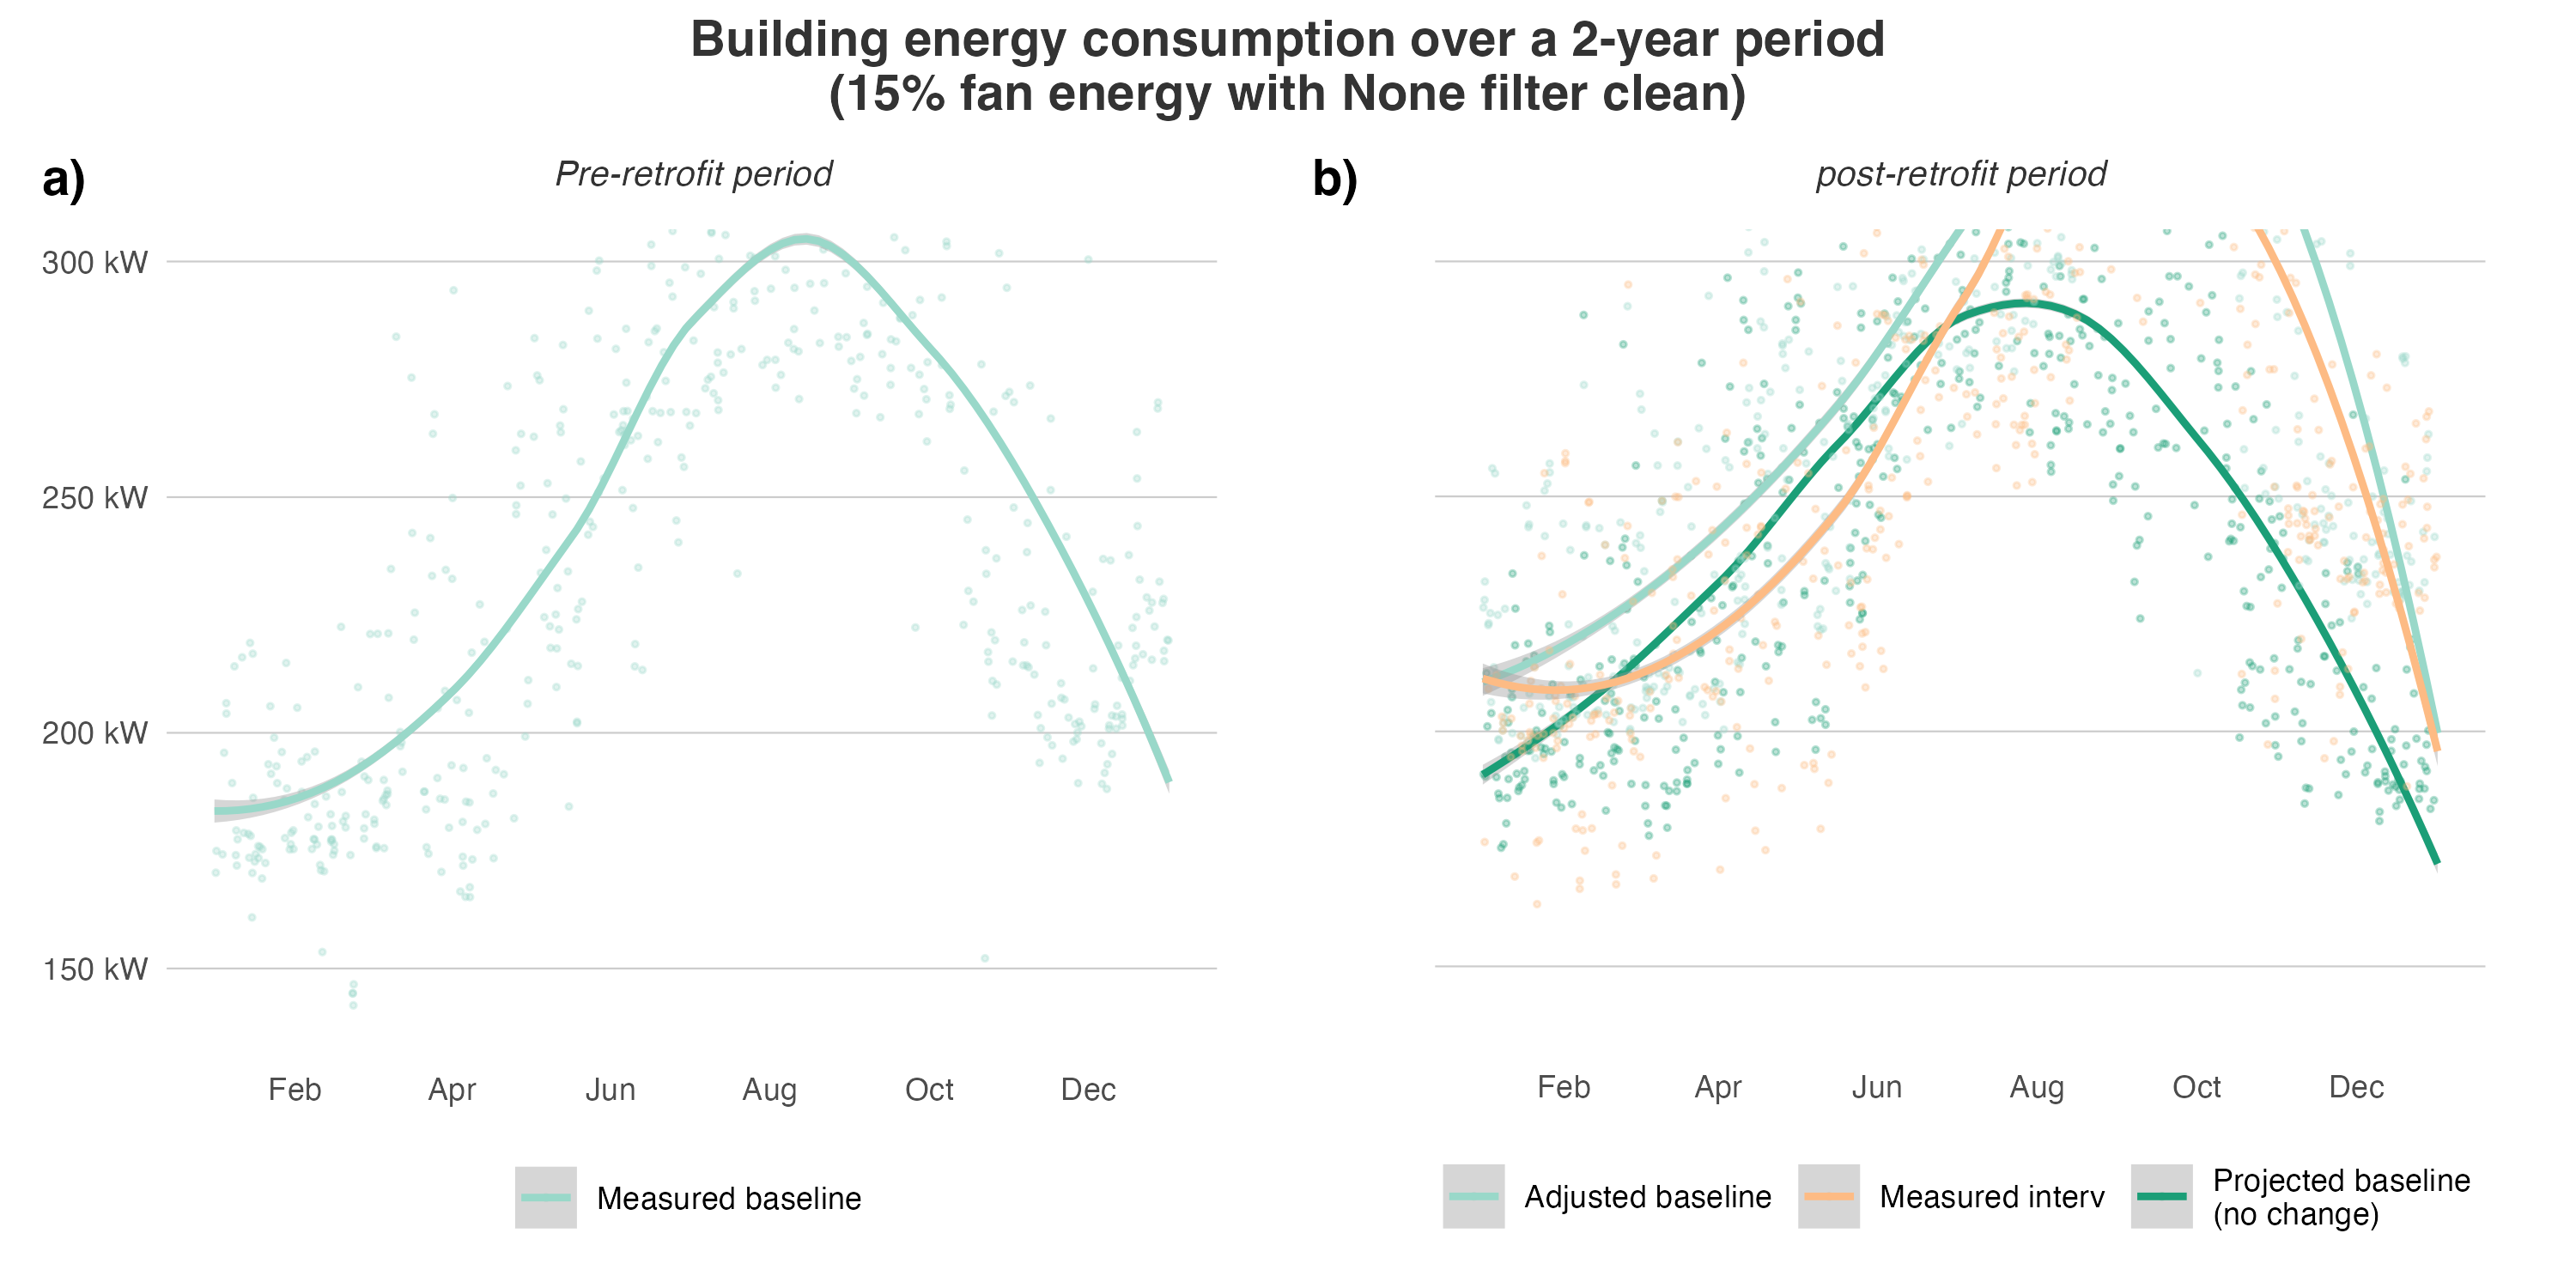 Building energy consumption over a 2-year period
(15% fan energy with None filter clean)
a)
Pre-retrofit period
300 kW
250 kW
200 kW
150 kW
Feb Apr Jun Aug Oct Dec
Measured baseline
b)
post-retrofit period
Feb Apr Jun Aug Oct Dec
Adjusted baseline
Measured interv
Projected baseline
(no change)